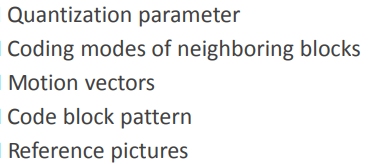 Quantization parameter
Coding modes of neighboring blocks
Motion vectors
Code block pattern
Reference pictures